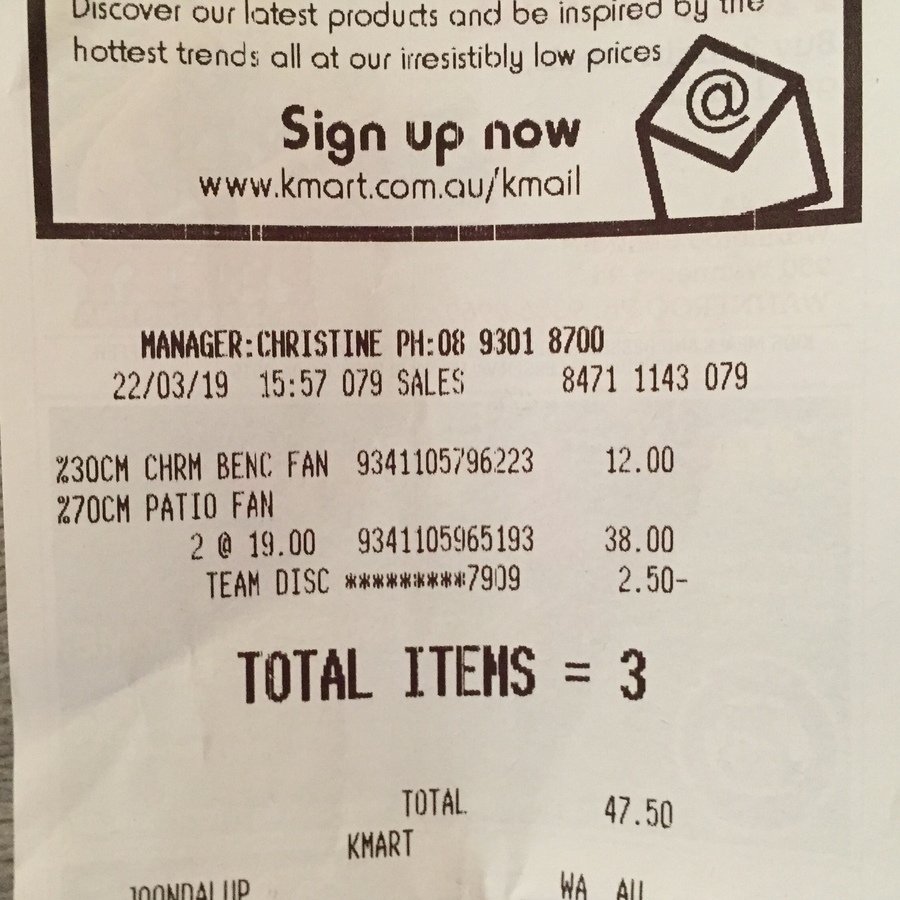 Discover our latest products and be inspired by the
hottest trends all at our irresistibly low prices
@
Sign up now
www.kmart.com.au/kmail
MANAGER:CHRISTINE PH:08 9301 8700
22/03/19 15:57 079 SALES 8471 1143 079
%30CM CHRM BENC FAN 9341105796223 12.00
%70CM PATIO FAN
2 @ 19.00 9341105965193 38.00
TEAM DISC *********7909 2.50-
TOTAL ITEMS = 3
TOTAL 47.50
KMART
JOONDALUP WA AU